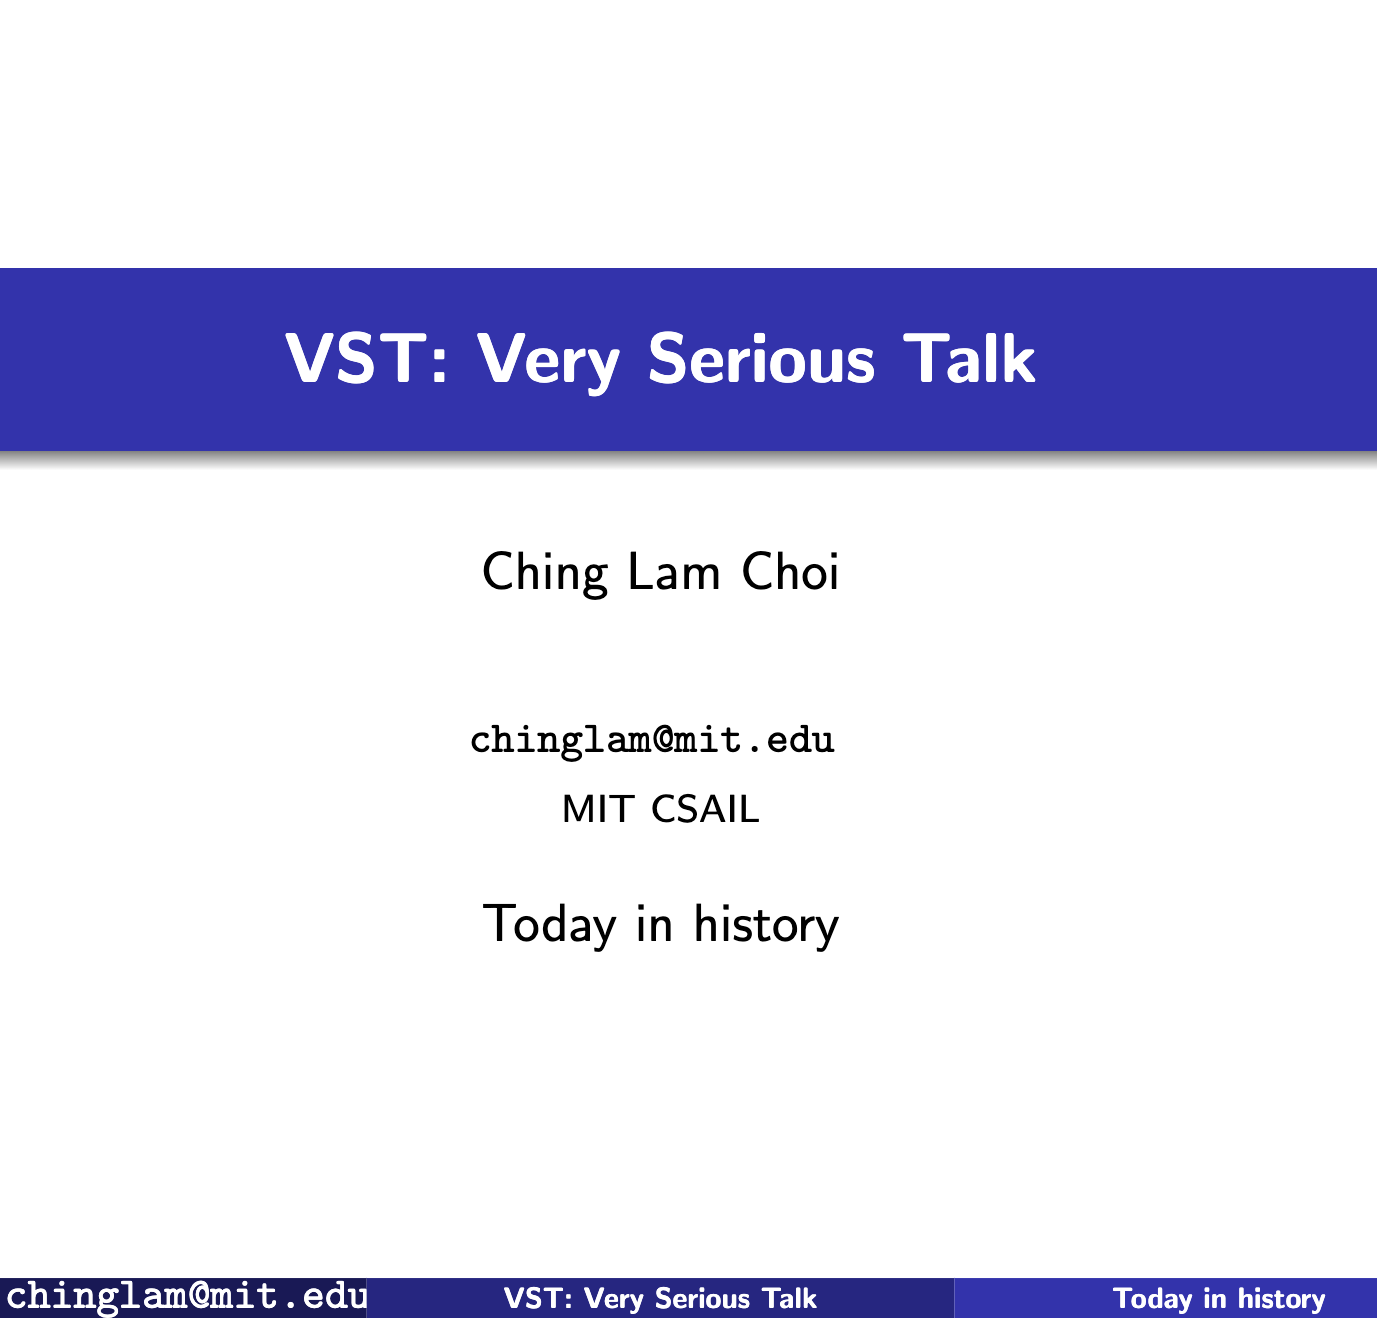 VST: Very Serious Talk
Ching Lam Choi
chinglam@mit.edu
MIT CSAIL
Today in history
chinglam@mit.edu VST: Very Serious Talk Today in history